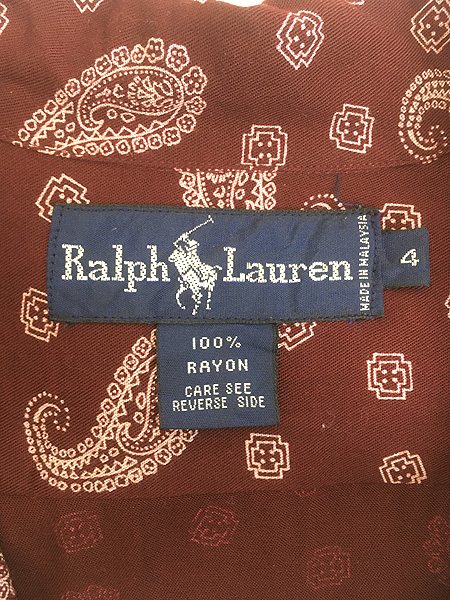 Ralph Lauren
MADE IN MALAYSIA
4
100%
RAYON
CARE SEE
REVERSE SIDE